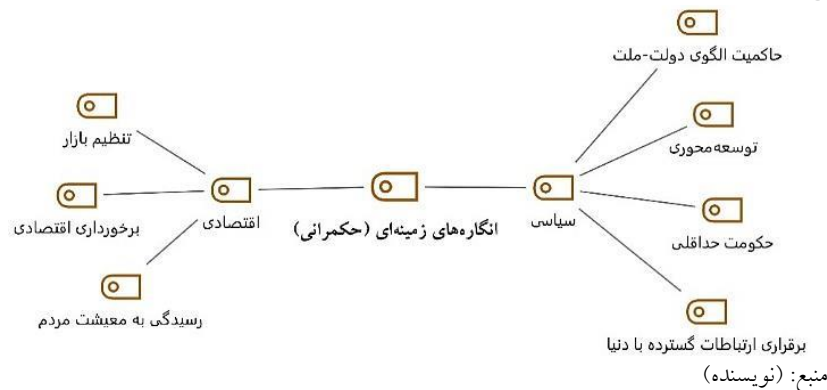 حاکمیت الگوی دولت-ملت
توسعه‌محوری
حکومت حداقلی
برقراری ارتباطات گسترده با دنیا
سیاسی
انگاره‌های زمینه‌ای (حکمرانی)
اقتصادی
تنظیم بازار
برخورداری اقتصادی
رسیدگی به معیشت مردم
منبع: (نویسنده)